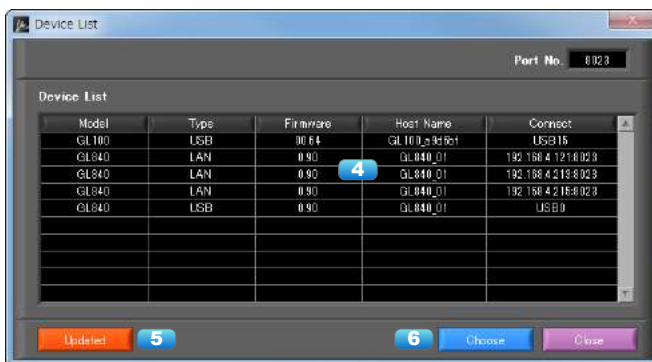 Device List
Port No. 8023
Device List
Model Type Firmware Host Name Connect
GL100 USB 00.64 USB15
GL840 LAN 0.90 GL840_01 192.168.4.121:8023
GL840 LAN 0.90 GL840_01 192.168.4.213:8023
4
GL840 LAN 0.90 GL840_01 192.168.4.215:8023
GL840 USB 0.90 GL840_01 USB0
Updated 5 6 Choose Close